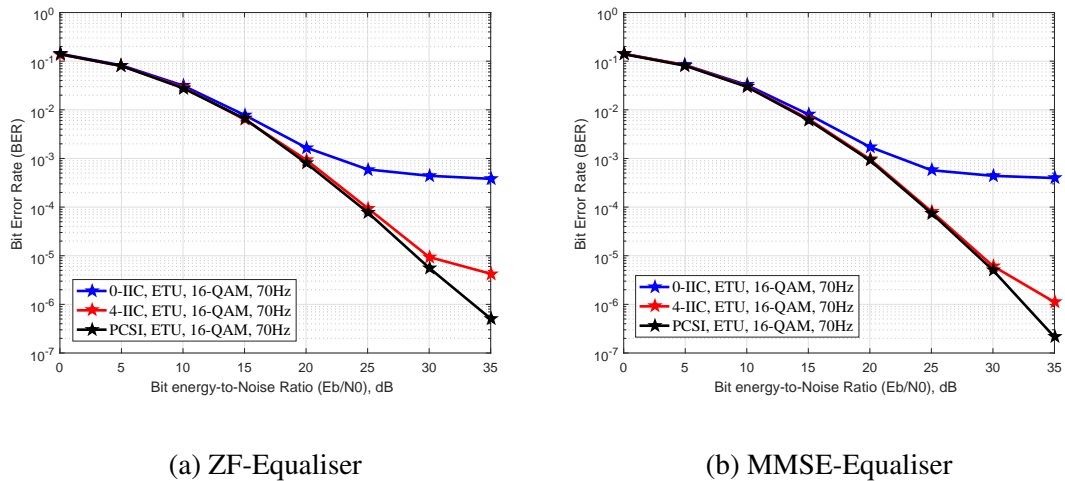 10^0
10^-1
10^-2
10^-3
10^-4
10^-5
10^-6
10^-7
Bit Error Rate (BER)
0-IIC, ETU, 16-QAM, 70Hz
4-IIC, ETU, 16-QAM, 70Hz
PCSI, ETU, 16-QAM, 70Hz
0 5 10 15 20 25 30 35
Bit energy-to-Noise Ratio (Eb/N0), dB
(a) ZF-Equaliser
10^0
10^-1
10^-2
10^-3
10^-4
10^-5
10^-6
10^-7
Bit Error Rate (BER)
0-IIC, ETU, 16-QAM, 70Hz
4-IIC, ETU, 16-QAM, 70Hz
PCSI, ETU, 16-QAM, 70Hz
0 5 10 15 20 25 30 35
Bit energy-to-Noise Ratio (Eb/N0), dB
(b) MMSE-Equaliser